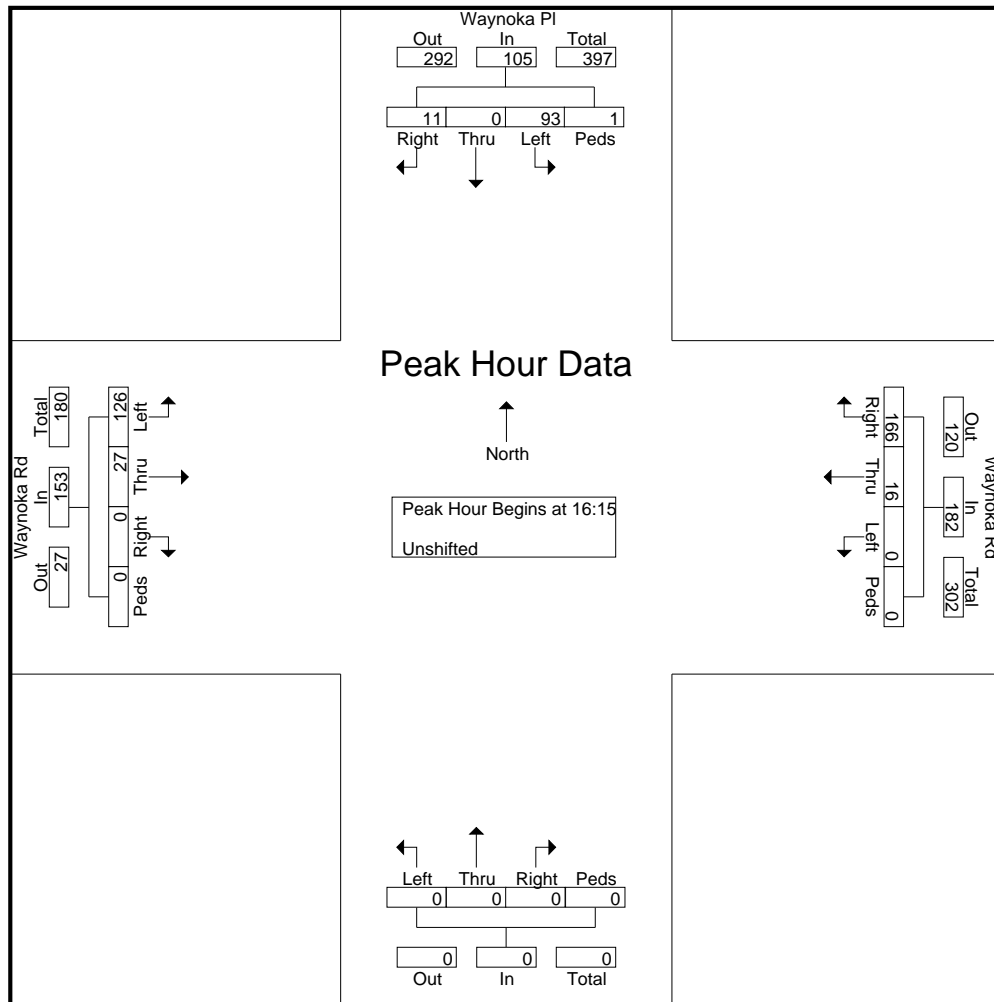 Waynoka Pl
Out In Total
292 105 397
11 0 93 1
Right Thru Left Peds
Peak Hour Data
North
Peak Hour Begins at 16:15
Unshifted
Waynoka Rd
Total In Out
180 153 27
126 27 0 0
Left Thru Right Peds
Waynoka Rd
Out In Total
120 182 302
166 16 0 0
Right Thru Left Peds
Left Thru Right Peds
0 0 0 0
0 0 0
Out In Total